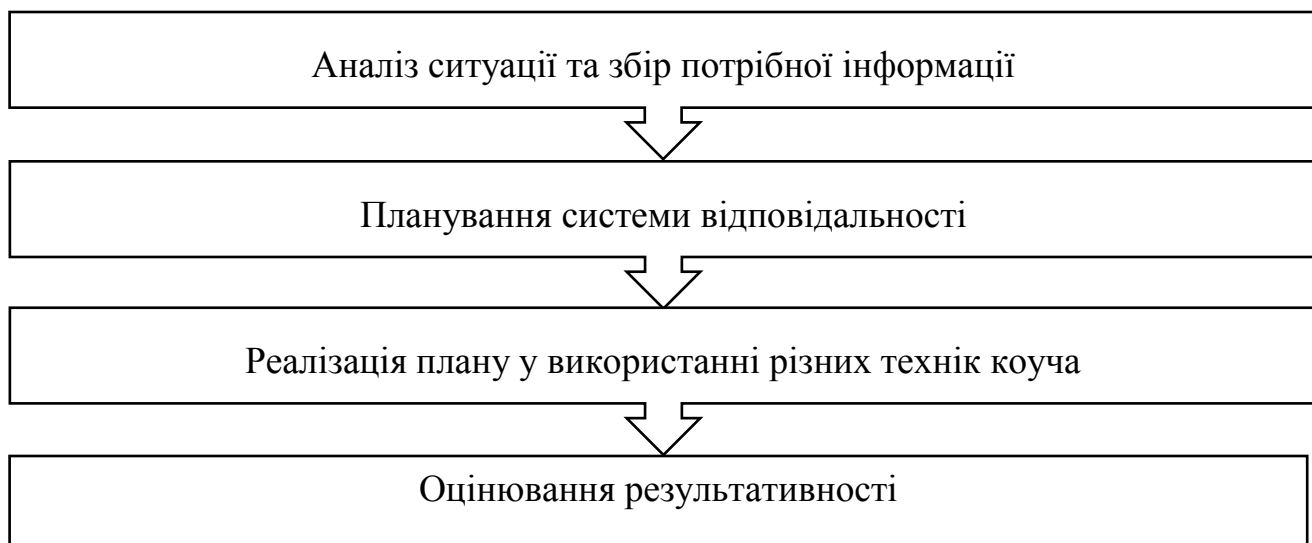 Аналіз ситуації та збір потрібної інформації
Планування системи відповідальності
Реалізація плану у використанні різних технік коуча
Оцінювання результативності